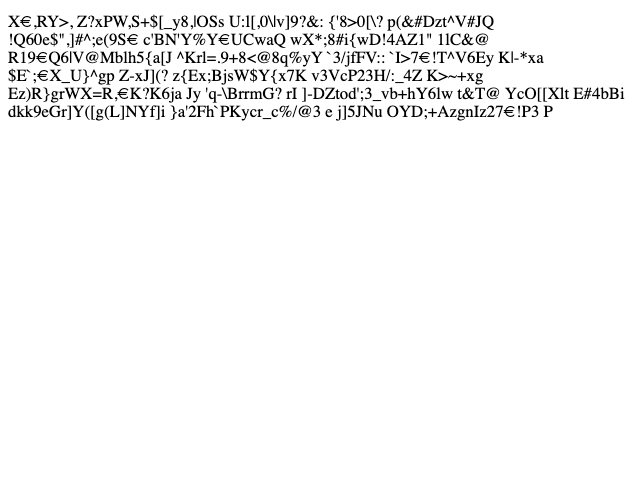 X€,RY>, Z?xPW,S+$[_y8,|OSs U:l[,0\|v]9?&: {'8>0[\? p(&#Dzt^V#JQ
!Q60e$",]#^;e(9S€ c'BN'Y%Y€UCwaQ wX*;8#i{wD!4AZ1" 1lC&@
R19€Q6|V@Mblh5{a[J ^Krl=.9+8<@8q%yY `3/jfFV:: `I>7€!T^V6Ey K|-*xa
$E`;€X_U}^gp Z-xJ](? z{Ex;BjsW$Y{x7K v3VcP23H/:_4Z K>~+xg
Ez)R}grWX=R,€K?K6ja Jy 'q-\BrrmG? rI ]-DZtod';3_vb+hY6lw t&T@ YcO[[Xlt E#4bBi
dkk9eGr]Y([g(L]NYf]i }a'2Fh`PKycr_c%/@3 e j]5JNu OYD;+AzgnIz27€!P3 P